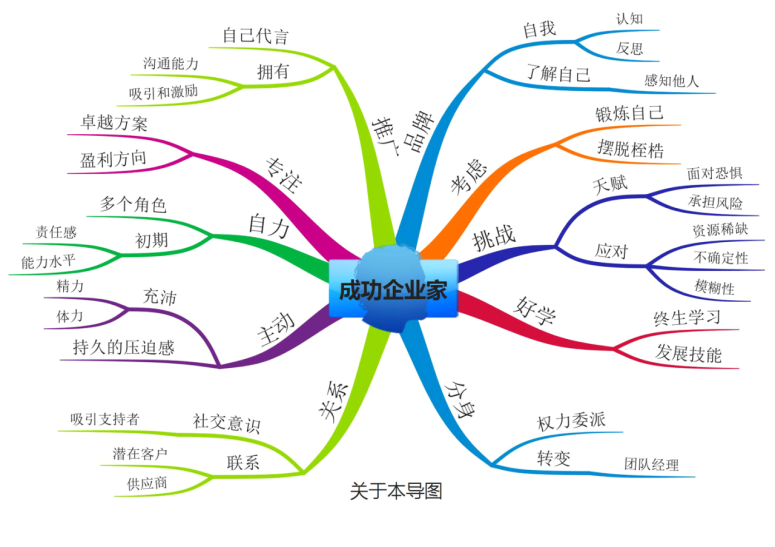 成功企业家
品牌
自我
认知
反思
了解自己
感知他人
考虑
锻炼自己
摆脱桎梏
挑战
天赋
面对恐惧
承担风险
应对
资源稀缺
不确定性
模糊性
好学
终生学习
发展技能
分身
权力委派
转变
团队经理
关系
社交意识
吸引支持者
联系
潜在客户
供应商
主动
充沛
精力
体力
持久的压迫感
自力
多个角色
初期
责任感
能力水平
专注
卓越方案
盈利方向
推广
自己代言
拥有
沟通能力
吸引和激励
关于本导图